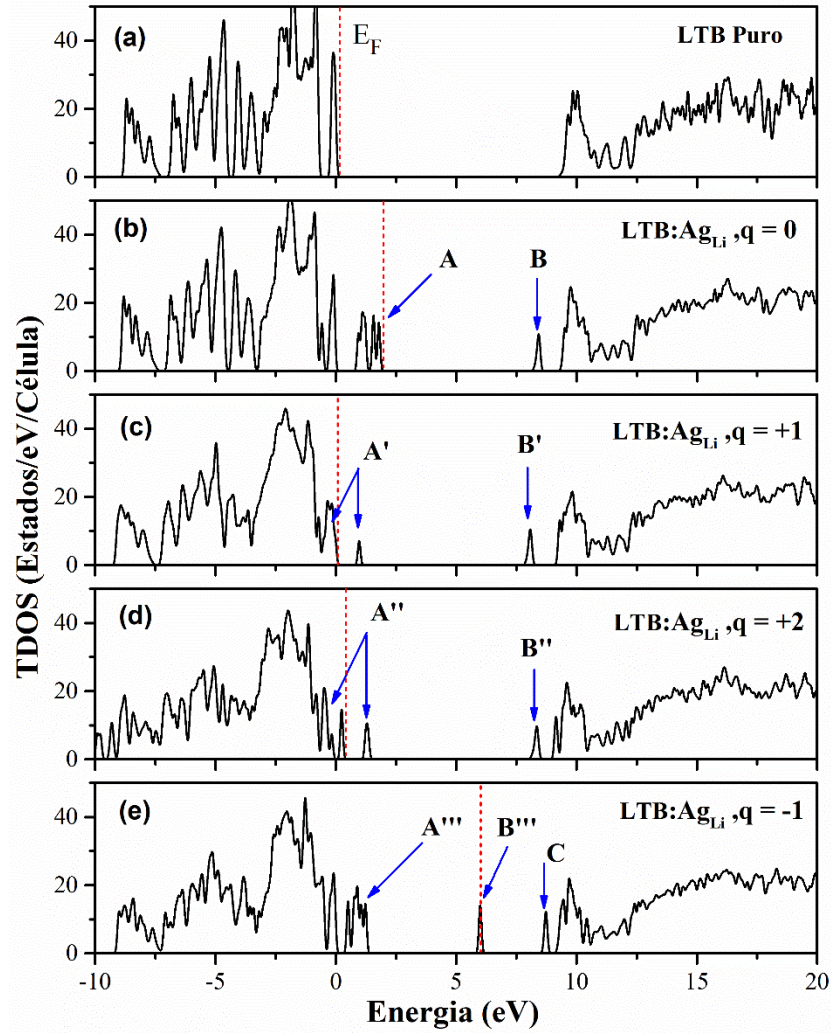 (a)
E_F
LTB Puro
40
20
0
(b)
A
B
LTB:Ag_Li ,q = 0
40
20
0
(c)
A'
B'
LTB:Ag_Li ,q = +1
40
20
0
(d)
A''
B''
LTB:Ag_Li ,q = +2
40
20
0
(e)
A'''
B'''
C
LTB:Ag_Li ,q = -1
40
20
0
-10 -5 0 5 10 15 20
Energia (eV)
TDOS (Estados/eV/Célula)